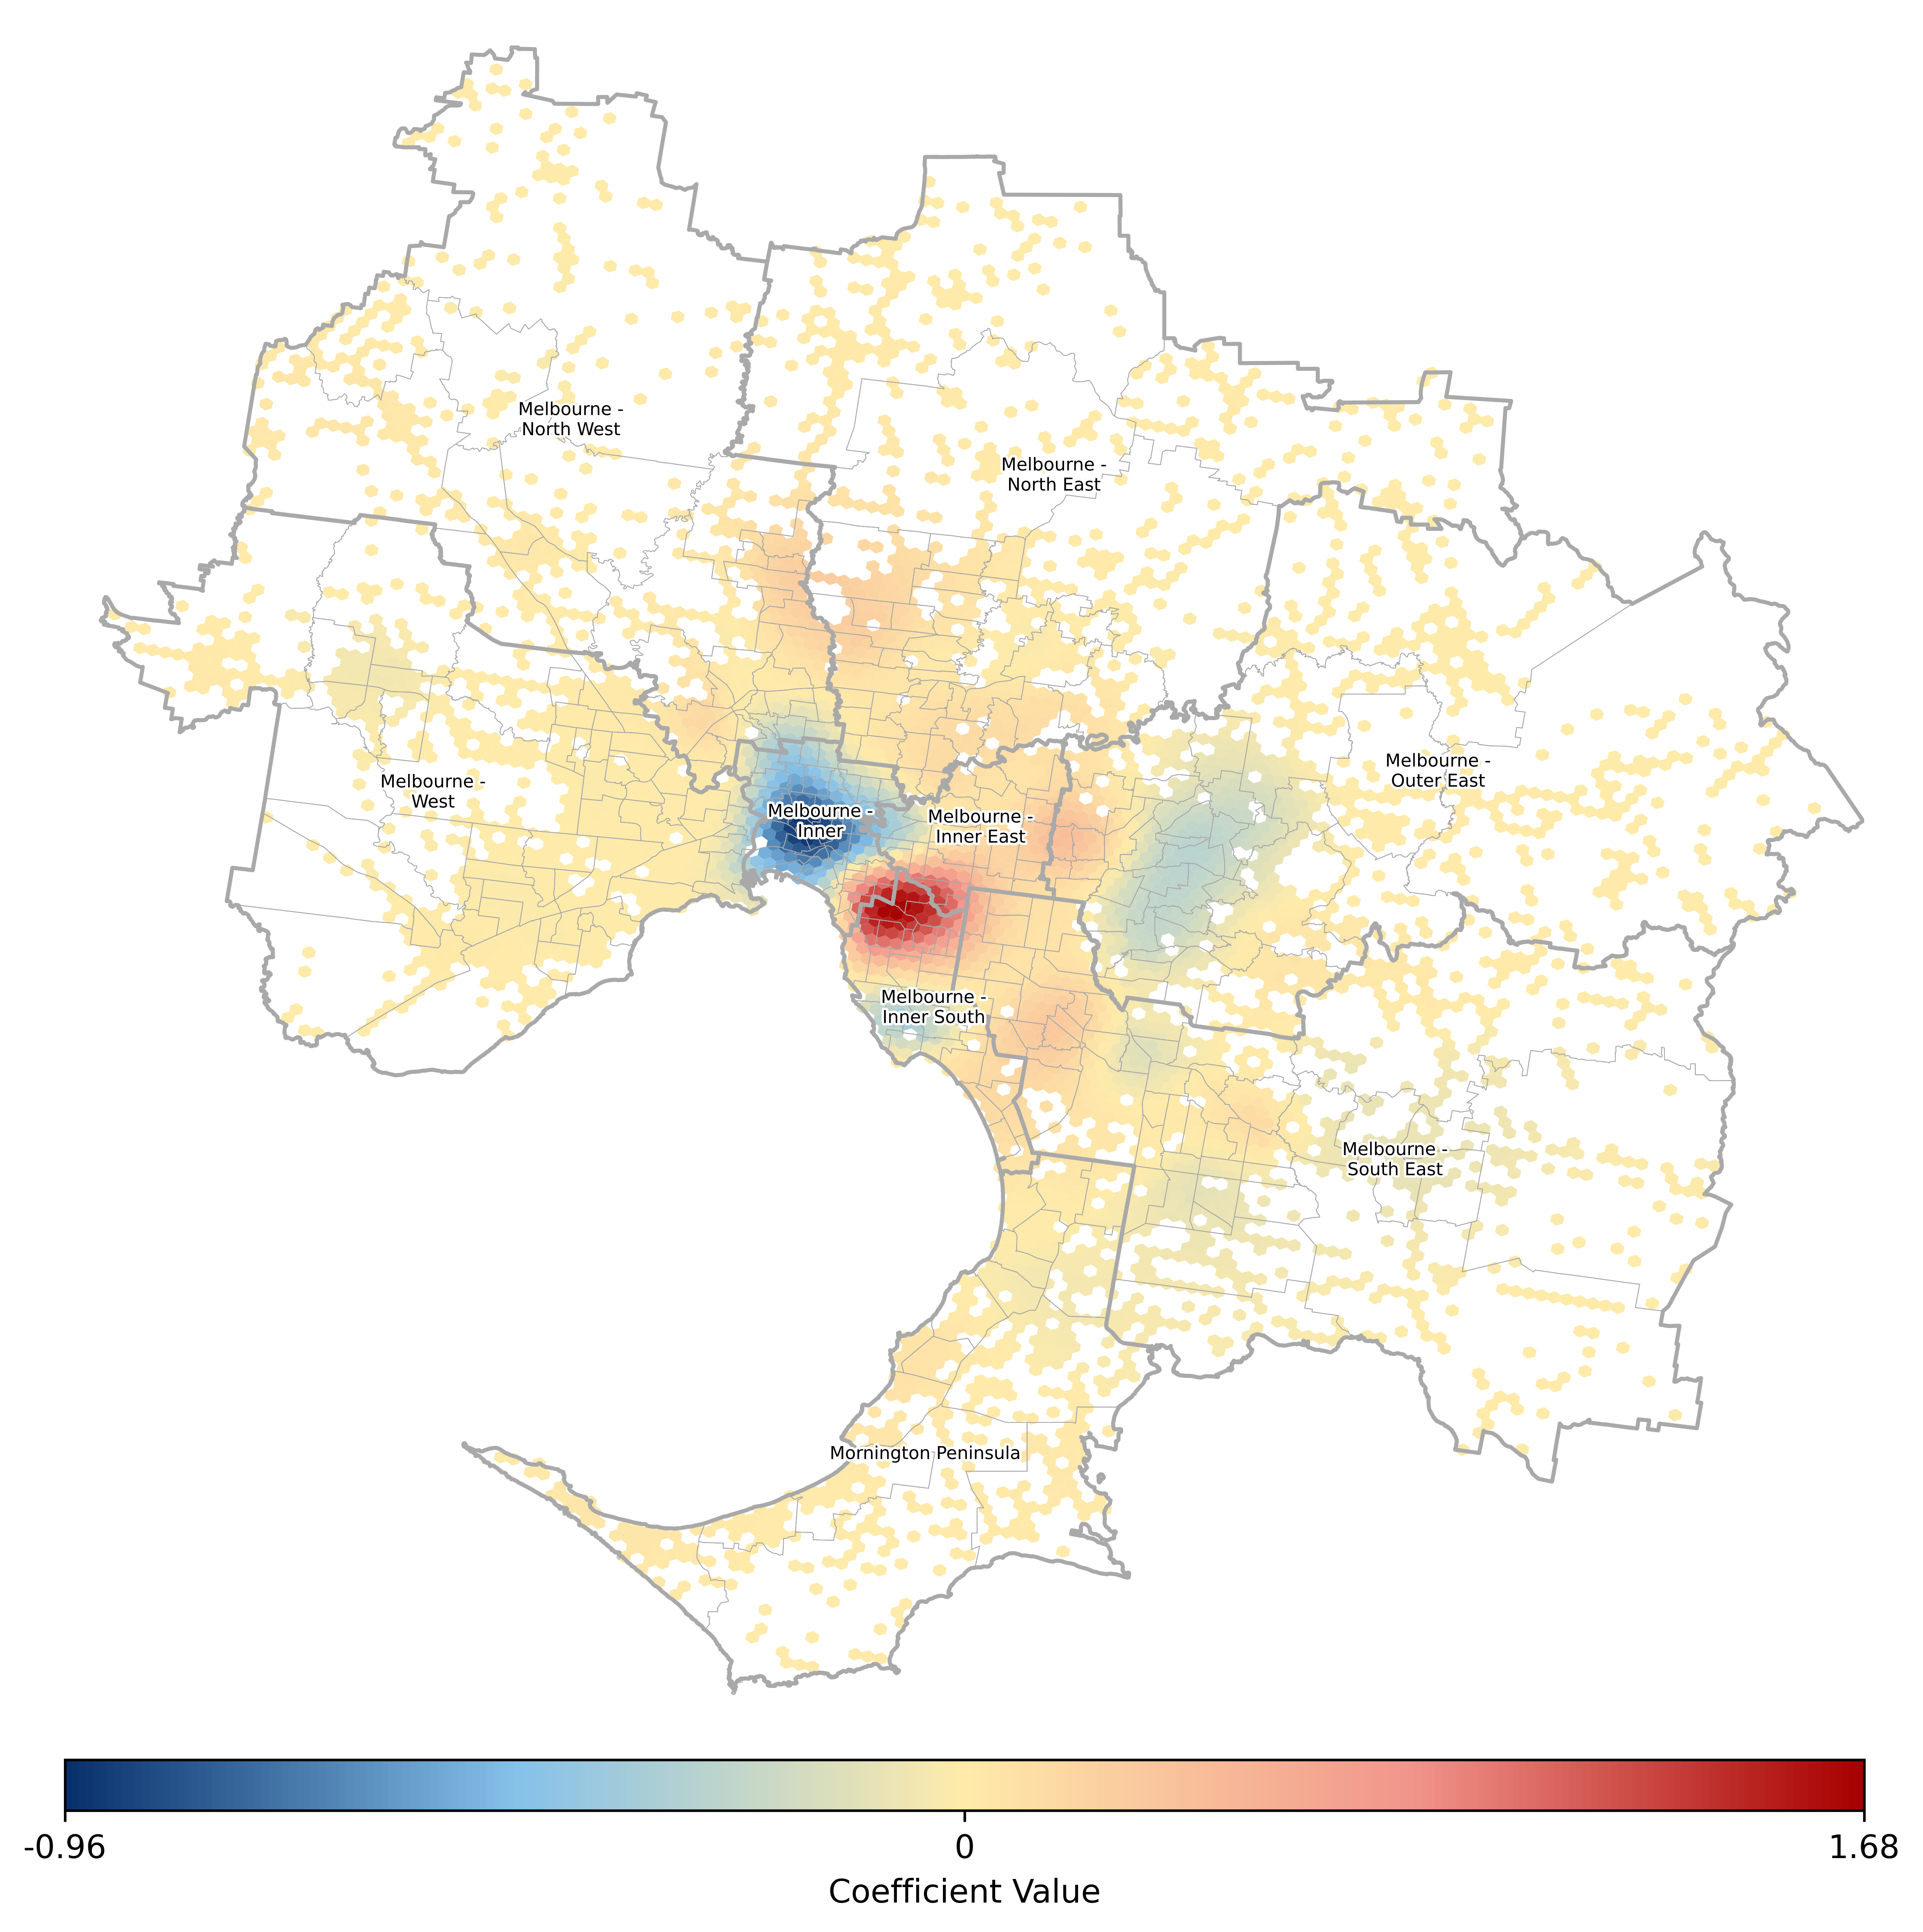 Melbourne -
North West
Melbourne -
North East
Melbourne -
West
Melbourne -
Outer East
Melbourne -
Inner
Melbourne -
Inner East
Melbourne -
Inner South
Melbourne -
South East
Mornington Peninsula
-0.96
0
1.68
Coefficient Value